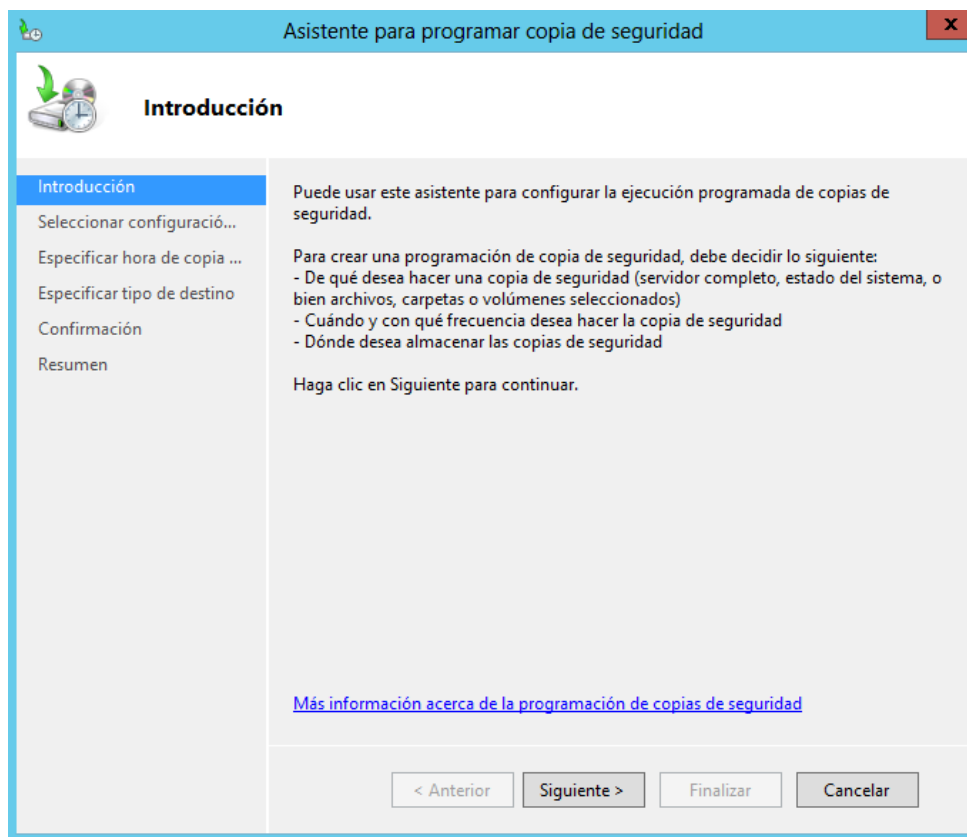 Asistente para programar copia de seguridad
x
Introducción
Introducción
Seleccionar configuració...
Especificar hora de copia ...
Especificar tipo de destino
Confirmación
Resumen
Puede usar este asistente para configurar la ejecución programada de copias de
seguridad.
Para crear una programación de copia de seguridad, debe decidir lo siguiente:
- De qué desea hacer una copia de seguridad (servidor completo, estado del sistema, o
bien archivos, carpetas o volúmenes seleccionados)
- Cuándo y con qué frecuencia desea hacer la copia de seguridad
- Dónde desea almacenar las copias de seguridad
Haga clic en Siguiente para continuar.
Más información acerca de la programación de copias de seguridad
< Anterior
Siguiente >
Finalizar
Cancelar